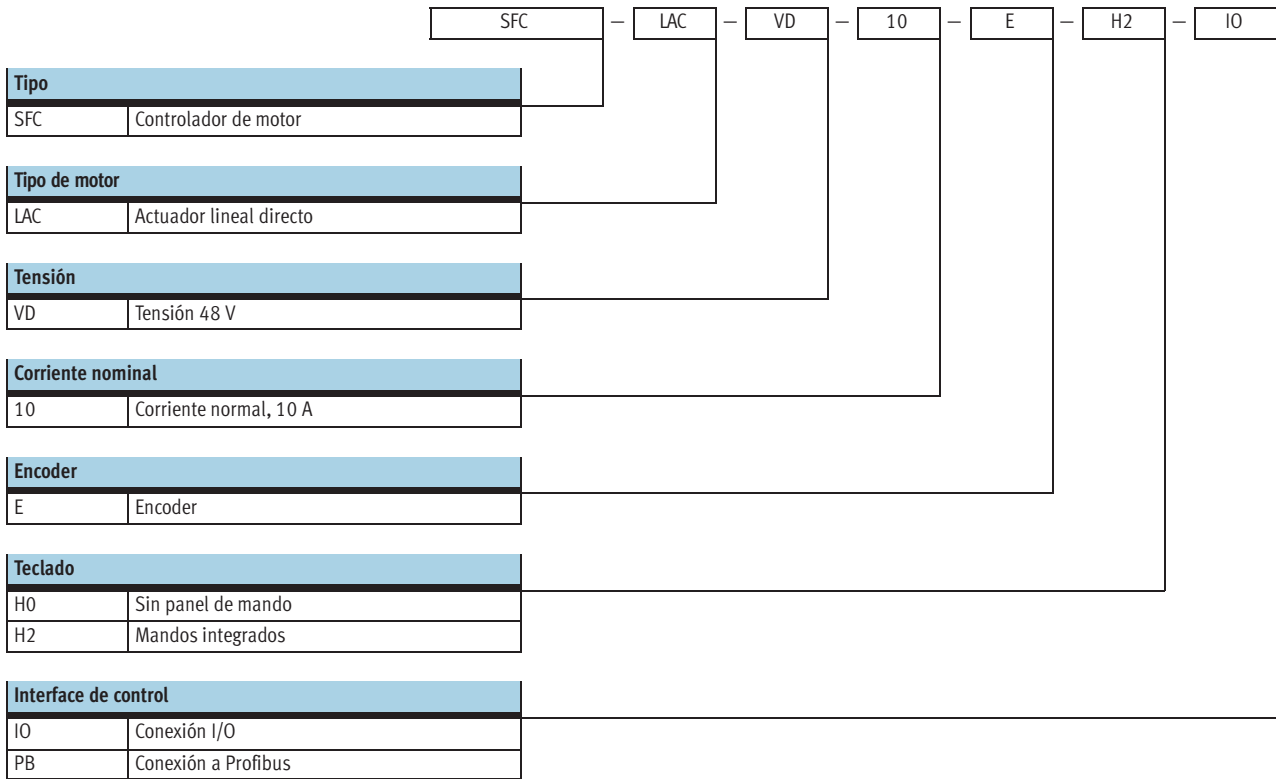 SFC – LAC – VD – 10 – E – H2 – IO
Tipo
SFC Controlador de motor
Tipo de motor
LAC Actuador lineal directo
Tensión
VD Tensión 48 V
Corriente nominal
10 Corriente normal, 10 A
Encoder
E Encoder
Teclado
H0 Sin panel de mando
H2 Mandos integrados
Interface de control
IO Conexión I/O
PB Conexión a Profibus